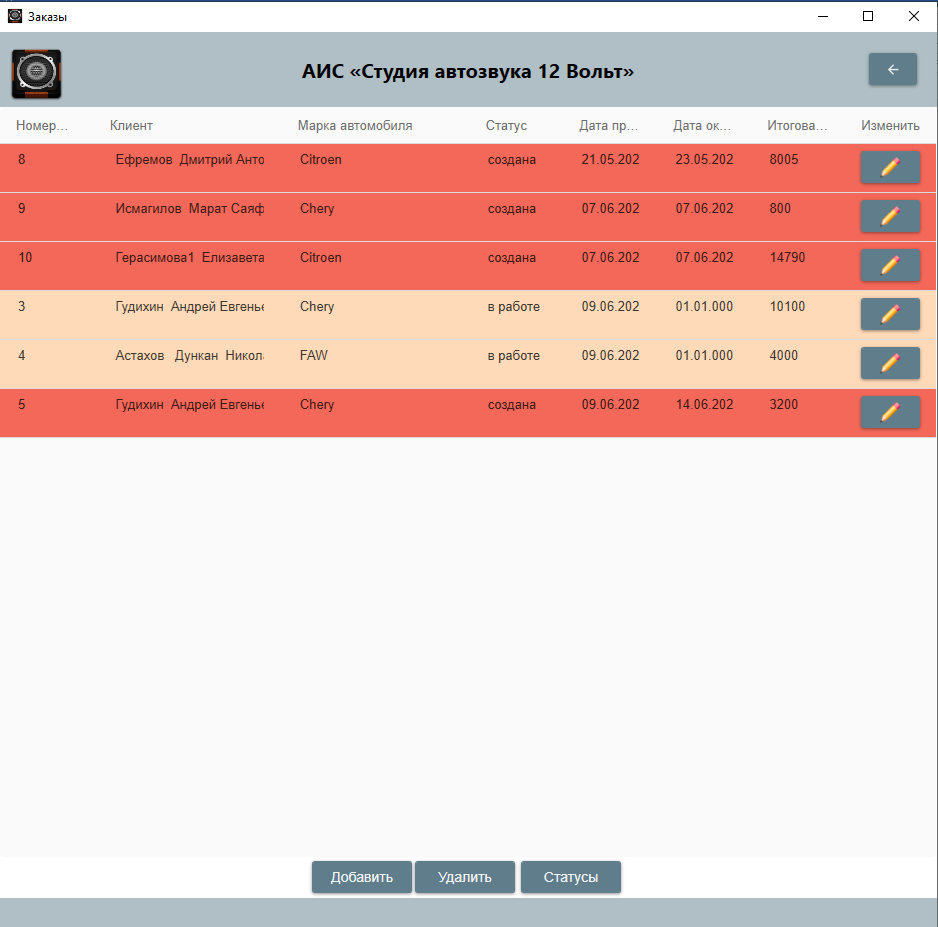 Заказы
АИС «Студия автозвука 12 Вольт»
Номер... Клиент Марка автомобиля Статус Дата пр... Дата ок... Итогова... Изменить
8 Ефремов Дмитрий Анто Citroen создана 21.05.202 23.05.202 8005
9 Исмагилов Марат Саяф Chery создана 07.06.202 07.06.202 800
10 Герасимова1 Елизавета Citroen создана 07.06.202 07.06.202 14790
3 Гудихин Андрей Евгенье Chery в работе 09.06.202 01.01.000 10100
4 Астахов Дункан Никола FAW в работе 09.06.202 01.01.000 4000
5 Гудихин Андрей Евгенье Chery создана 09.06.202 14.06.202 3200
Добавить Удалить Статусы